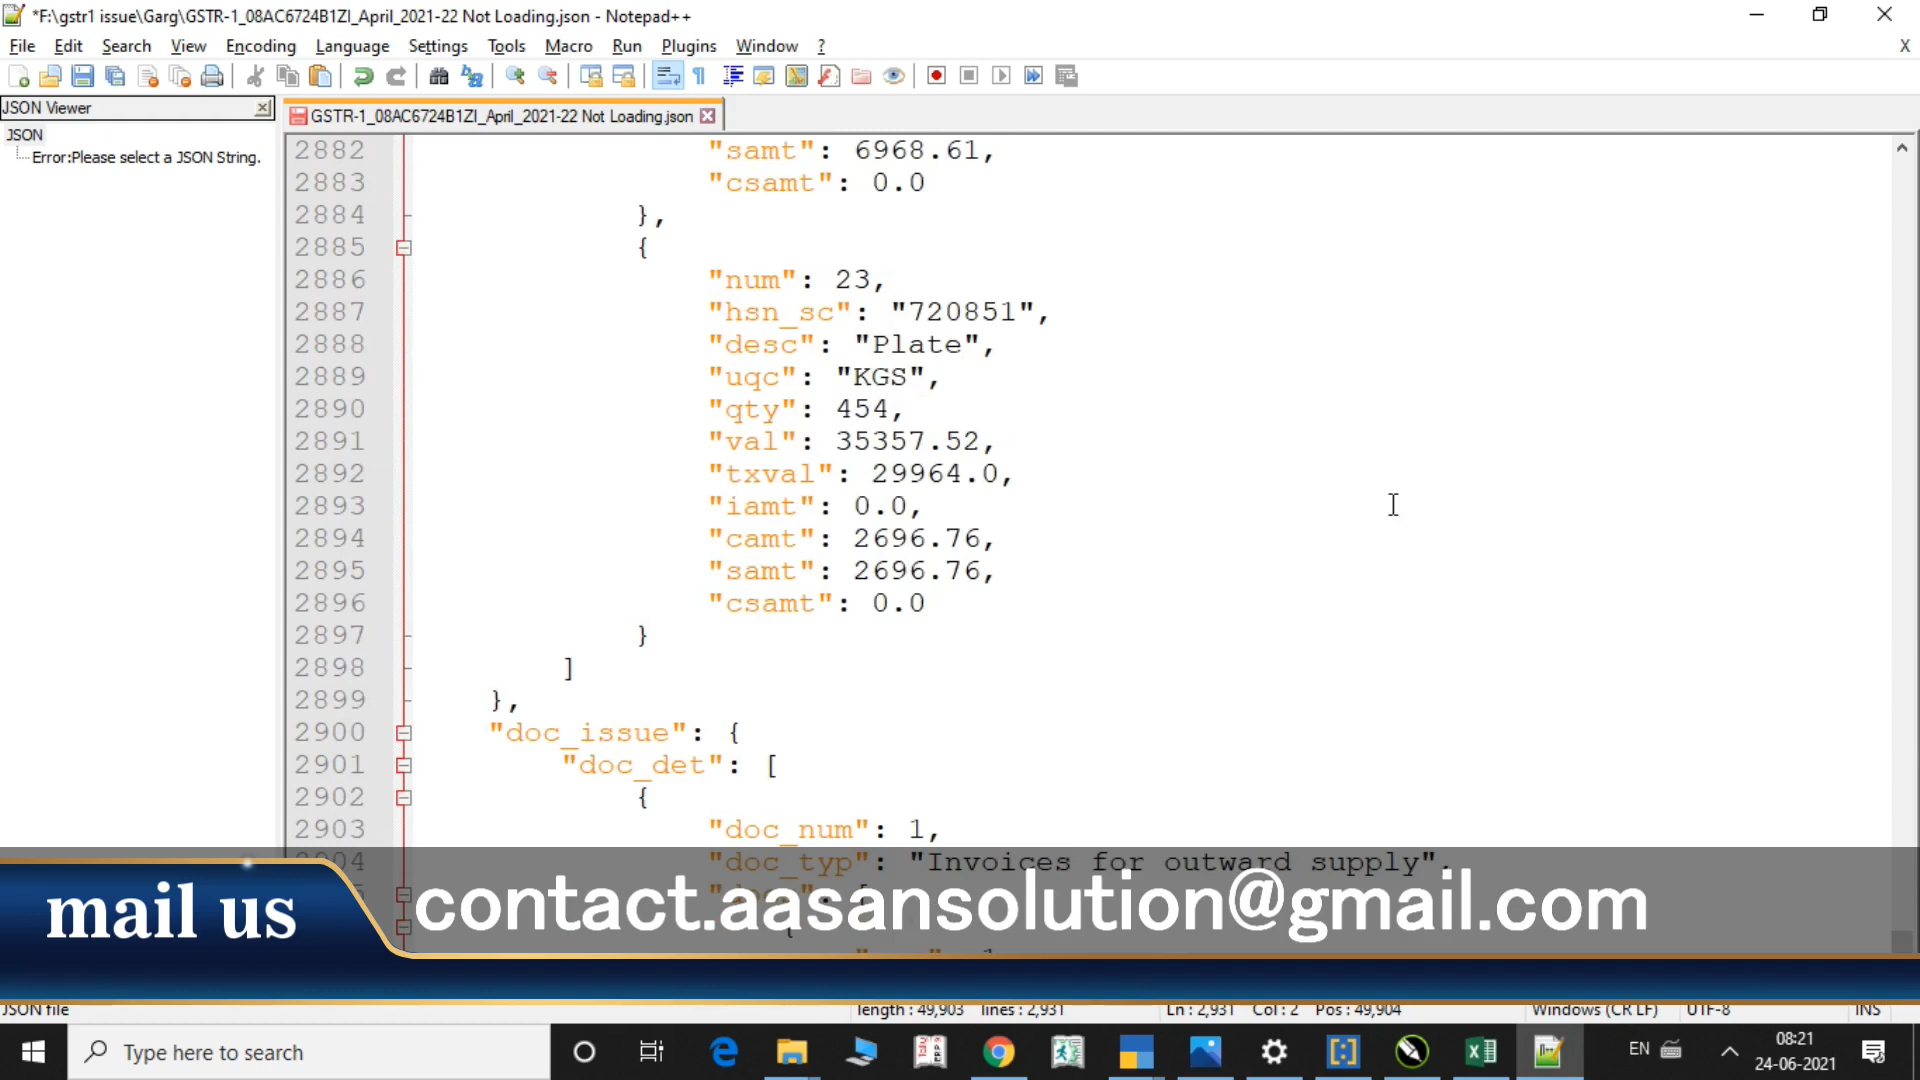 *F:\gstr1 issue\Garg\GSTR-1_08AC6724B1ZI_April_2021-22 Not Loading.json - Notepad++
File Edit Search View Encoding Language Settings Tools Macro Run Plugins Window ?
X
JSON Viewer
GSTR-1_08AC6724B1ZI_April_2021-22 Not Loading.json
JSON
Error:Please select a JSON String.
2882 "samt": 6968.61,
2883 "csamt": 0.0
2884 },
2885 {
2886 "num": 23,
2887 "hsn_sc": "720851",
2888 "desc": "Plate",
2889 "uqc": "KGS",
2890 "qty": 454,
2891 "val": 35357.52,
2892 "txval": 29964.0,
2893 "iamt": 0.0,
2894 "camt": 2696.76,
2895 "samt": 2696.76,
2896 "csamt": 0.0
2897 }
2898 ]
2899 },
2900 "doc_issue": {
2901 "doc_det": [
2902 {
2903 "doc_num": 1,
2904 "doc_typ": "Invoices for outward supply",
mail us
contact.aasansolution@gmail.com
JSON file length : 49,903 lines : 2,931 Ln : 2,931 Col : 2 Pos : 49,904 Windows (CR LF) UTF-8 INS
Type here to search
EN
08:21
24-06-2021